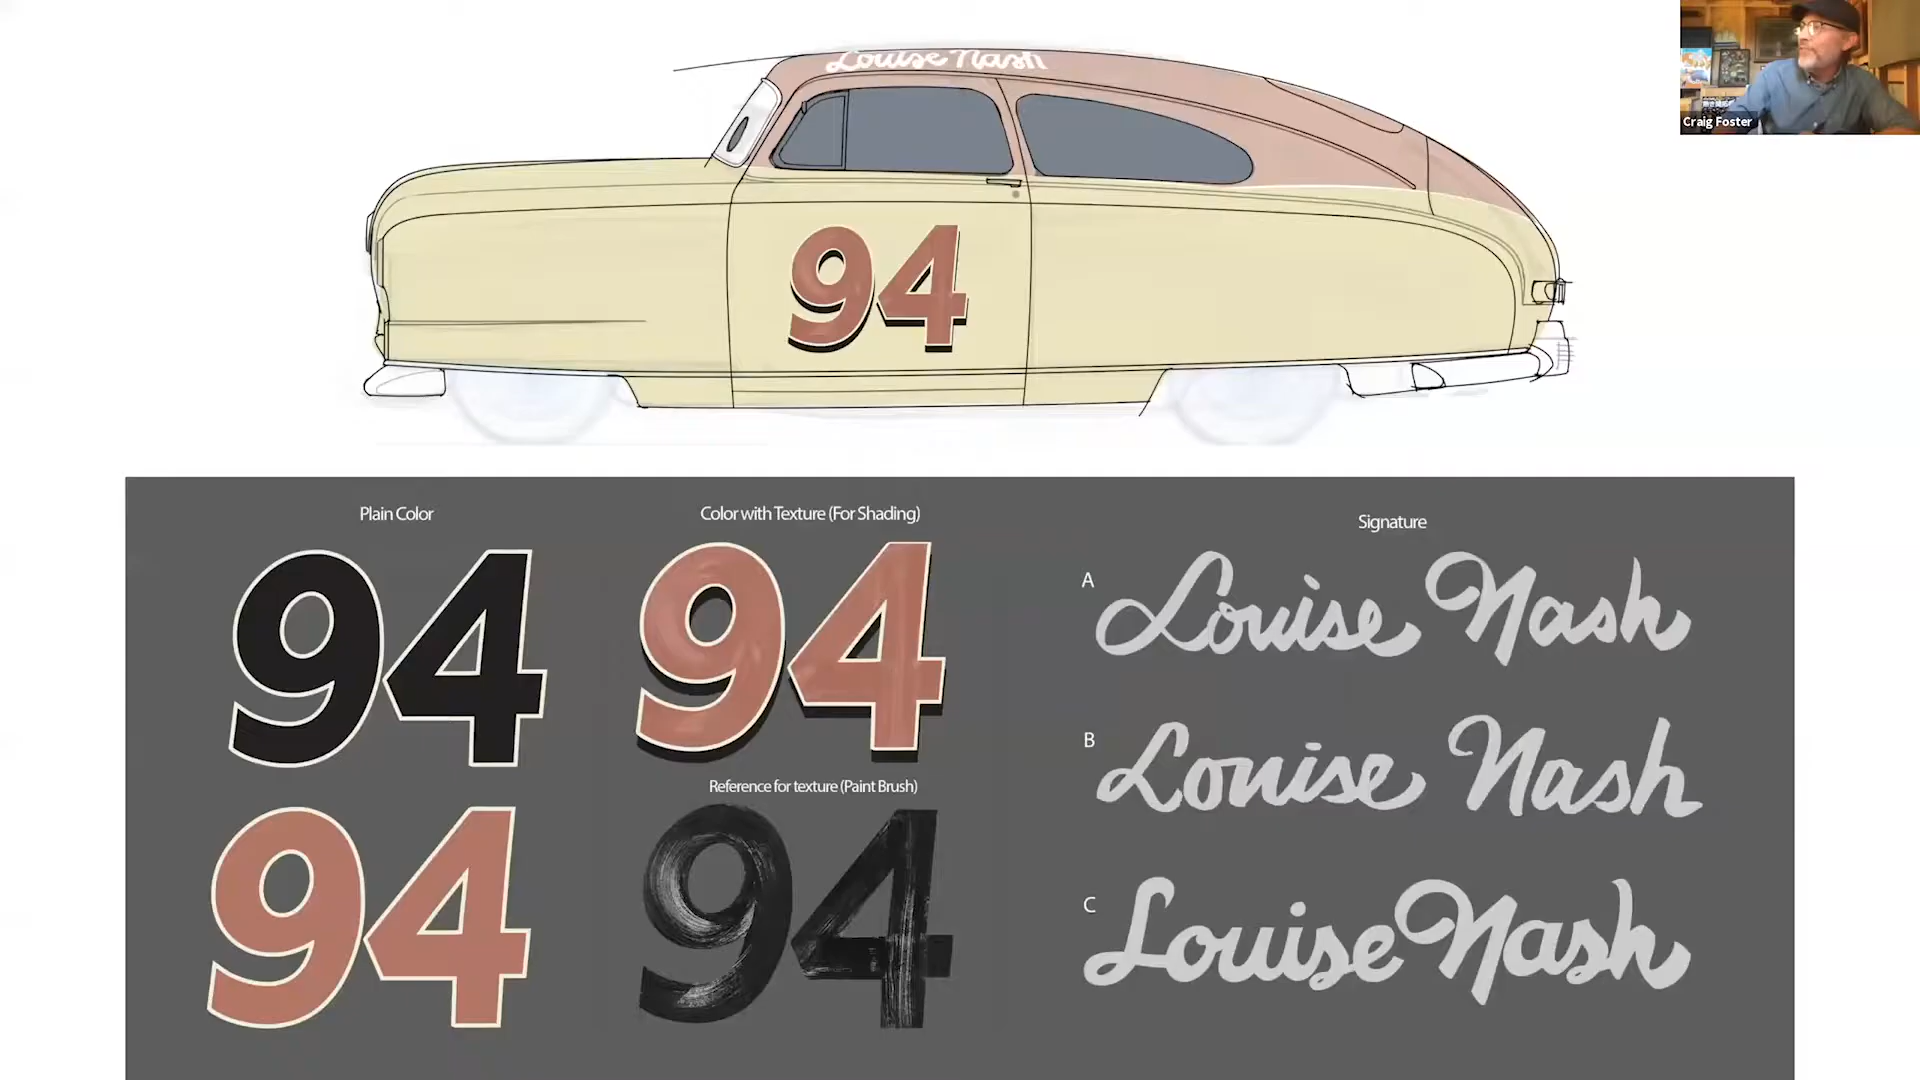 Louise Nash
Craig Foster
94
Plain Color
Color with Texture (For Shading)
Signature
94
94
A
Louise Nash
Reference for texture (Paint Brush)
B
Louise Nash
94
94
C
Louise Nash